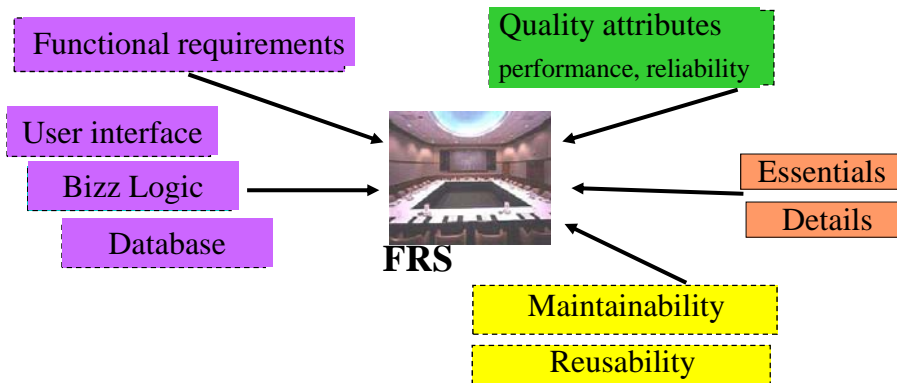 Functional requirements
Quality attributes
performance, reliability
User interface
Bizz Logic
Database
Essentials
Details
FRS
Maintainability
Reusability